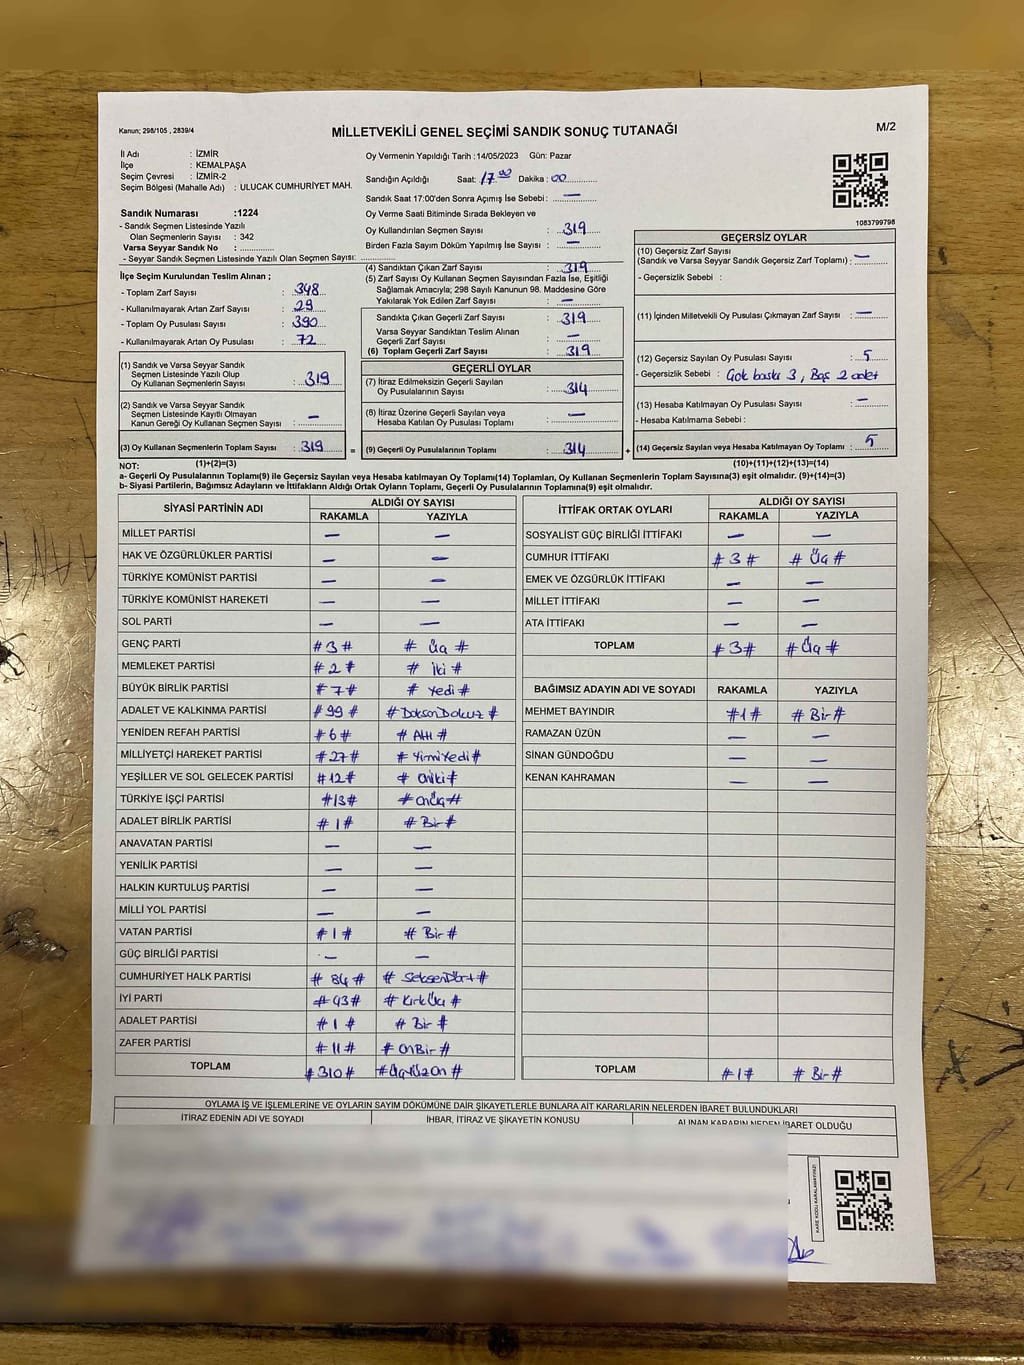 Kanun; 298/105 , 2839/4
MİLLETVEKİLİ GENEL SEÇİMİ SANDIK SONUÇ TUTANAĞI
M/2
İl Adı : İZMİR
İlçe : KEMALPAŞA
Seçim Çevresi : İZMİR-2
Seçim Bölgesi (Mahalle Adı) : ULUCAK CUMHURİYET MAH.
Sandık Numarası :1224
- Sandık Seçmen Listesinde Yazılı
Olan Seçmenlerin Sayısı : 342
Varsa Seyyar Sandık No :
- Seyyar Sandık Seçmen Listesinde Yazılı Olan Seçmen Sayısı:
İlçe Seçim Kurulundan Teslim Alınan ;
- Toplam Zarf Sayısı : 348
- Kullanılmayarak Artan Zarf Sayısı : 29
- Toplam Oy Pusulası Sayısı : 390
- Kullanılmayarak Artan Oy Pusulası : 72
(1) Sandık ve Varsa Seyyar Sandık
Seçmen Listesinde Yazılı Olup
Oy Kullanan Seçmenlerin Sayısı : 319
(2) Sandık ve Varsa Seyyar Sandık
Seçmen Listesinde Kayıtlı Olmayan
Kanun Gereği Oy Kullanan Seçmen Sayısı : —
(3) Oy Kullanan Seçmenlerin Toplam Sayısı : 319
(1)+(2)=(3)
Oy Vermenin Yapıldığı Tarih :14/05/2023 Gün: Pazar
Sandığın Açıldığı Saat: 17 00 Dakika : 00
Sandık Saat 17:00'den Sonra Açımış İse Sebebi : —
Oy Verme Saati Bitiminde Sırada Bekleyen ve
Oy Kullandırılan Seçmen Sayısı : 319
Birden Fazla Sayım Döküm Yapılmış İse Sayısı : —
(4) Sandıktan Çıkan Zarf Sayısı : 319
(5) Zarf Sayısı Oy Kullanan Seçmen Sayısından Fazla İse, Eşitliği
Sağlamak Amacıyla; 298 Sayılı Kanunun 98. Maddesine Göre
Yakılarak Yok Edilen Zarf Sayısı : —
Sandıkta Çıkan Geçerli Zarf Sayısı : 319
Varsa Seyyar Sandıktan Teslim Alınan
Geçerli Zarf Sayısı : —
(6) Toplam Geçerli Zarf Sayısı : 319
GEÇERLİ OYLAR
(7) İtiraz Edilmeksizin Geçerli Sayılan
Oy Pusulalarının Sayısı : 314
(8) İtiraz Üzerine Geçerli Sayılan veya
Hesaba Katılan Oy Pusulası Toplamı : —
= (9) Geçerli Oy Pusulalarının Toplamı : 314 +
1083799798
GEÇERSİZ OYLAR
(10) Geçersiz Zarf Sayısı
(Sandık ve Varsa Seyyar Sandık Geçersiz Zarf Toplamı) : —
- Geçersizlik Sebebi :
(11) İçinden Milletvekili Oy Pusulası Çıkmayan Zarf Sayısı : —
(12) Geçersiz Sayılan Oy Pusulası Sayısı : 5
- Geçersizlik Sebebi : Çok baskı 3, Boş 2 adet
(13) Hesaba Katılmayan Oy Pusulası Sayısı : —
- Hesaba Katılmama Sebebi :
(14) Geçersiz Sayılan veya Hesaba Katılmayan Oy Toplamı : 5
(10)+(11)+(12)+(13)=(14)
NOT:
a- Geçerli Oy Pusulalarının Toplamı(9) ile Geçersiz Sayılan veya Hesaba katılmayan Oy Toplamı(14) Toplamları, Oy Kullanan Seçmenlerin Toplam Sayısına(3) eşit olmalıdır. (9)+(14)=(3)
b- Siyasi Partilerin, Bağımsız Adayların ve İttifakların Aldığı Ortak Oyların Toplamı, Geçerli Oy Pusulalarının Toplamına(9) eşit olmalıdır.
SİYASİ PARTİNİN ADI ALDIĞI OY SAYISI
RAKAMLA YAZIYLA
MİLLET PARTİSİ — —
HAK VE ÖZGÜRLÜKLER PARTİSİ — —
TÜRKİYE KOMÜNİST PARTİSİ — —
TÜRKİYE KOMÜNİST HAREKETİ — —
SOL PARTİ — —
GENÇ PARTİ #3# # Üç #
MEMLEKET PARTİSİ #2# # İki #
BÜYÜK BİRLİK PARTİSİ #7# # Yedi #
ADALET VE KALKINMA PARTİSİ #99# #DoksanDokuz #
YENİDEN REFAH PARTİSİ #6# # Altı #
MİLLİYETÇİ HAREKET PARTİSİ #27# # YirmiYedi #
YEŞİLLER VE SOL GELECEK PARTİSİ #12# # Oniki #
TÜRKİYE İŞÇİ PARTİSİ #13# #OnÜç#
ADALET BİRLİK PARTİSİ #1# # Bir #
ANAVATAN PARTİSİ — —
YENİLİK PARTİSİ — —
HALKIN KURTULUŞ PARTİSİ — —
MİLLİ YOL PARTİSİ — —
VATAN PARTİSİ #1# # Bir #
GÜÇ BİRLİĞİ PARTİSİ — —
CUMHURİYET HALK PARTİSİ # 84 # # SeksenDört #
İYİ PARTİ #43# # KırkÜç #
ADALET PARTİSİ #1# # Bir #
ZAFER PARTİSİ #11# # OnBir #
TOPLAM #310# #ÜçYüzOn #
İTTİFAK ORTAK OYLARI ALDIĞI OY SAYISI
RAKAMLA YAZIYLA
SOSYALİST GÜÇ BİRLİĞİ İTTİFAKI — —
CUMHUR İTTİFAKI #3# # Üç #
EMEK VE ÖZGÜRLÜK İTTİFAKI — —
MİLLET İTTİFAKI — —
ATA İTTİFAKI — —
TOPLAM #3# # Üç #
BAĞIMSIZ ADAYIN ADI VE SOYADI RAKAMLA YAZIYLA
MEHMET BAYINDIR #1# # Bir #
RAMAZAN ÜZÜN — —
SİNAN GÜNDOĞDU — —
KENAN KAHRAMAN — —
TOPLAM #1# # Bir #
OYLAMA İŞ VE İŞLEMLERİNE VE OYLARIN SAYIM DÖKÜMÜNE DAİR ŞİKAYETLERLE BUNLARA AİT KARARLARIN NELERDEN İBARET BULUNDUKLARI
İTİRAZ EDENİN ADI VE SOYADI İHBAR, İTİRAZ VE ŞİKAYETİN KONUSU ALINAN KARARIN NEDEN İBARET OLDUĞU
KARE KODU KARALAMAYINIZ!